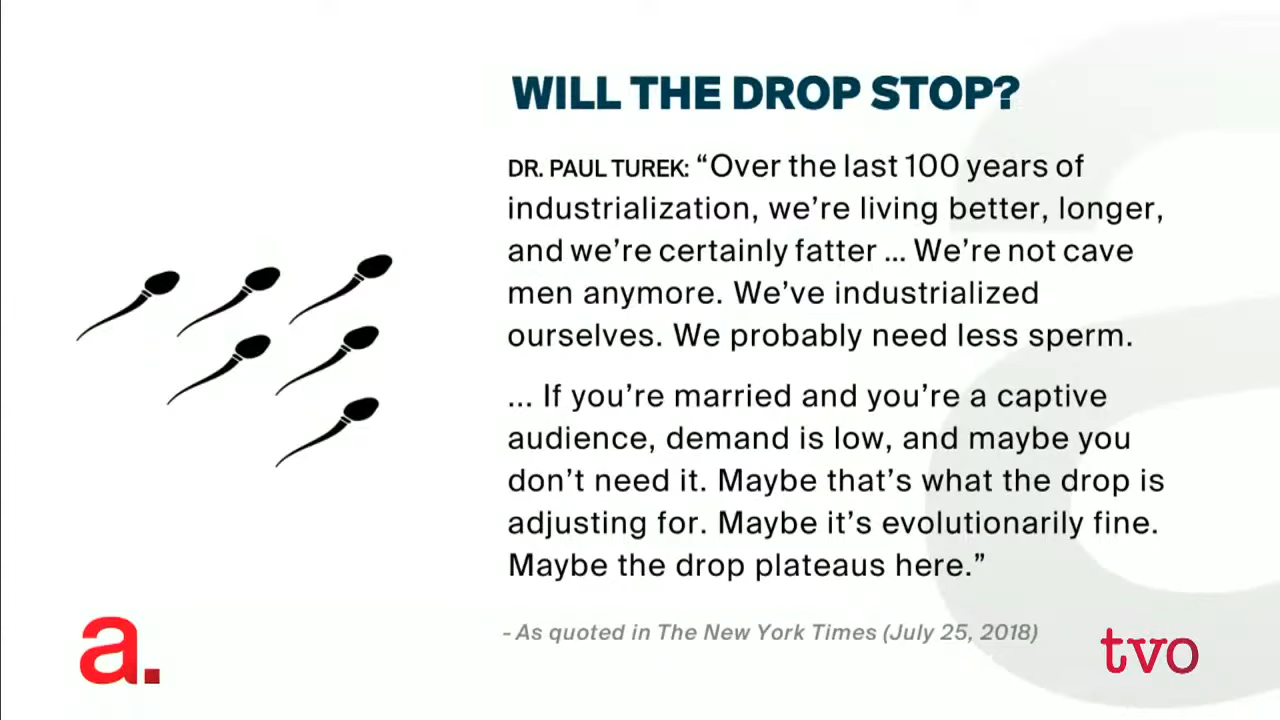 WILL THE DROP STOP?
DR. PAUL TUREK: “Over the last 100 years of
industrialization, we’re living better, longer,
and we’re certainly fatter ... We’re not cave
men anymore. We’ve industrialized
ourselves. We probably need less sperm.
... If you’re married and you’re a captive
audience, demand is low, and maybe you
don’t need it. Maybe that’s what the drop is
adjusting for. Maybe it’s evolutionarily fine.
Maybe the drop plateaus here.”
- As quoted in The New York Times (July 25, 2018)
a.
tvo